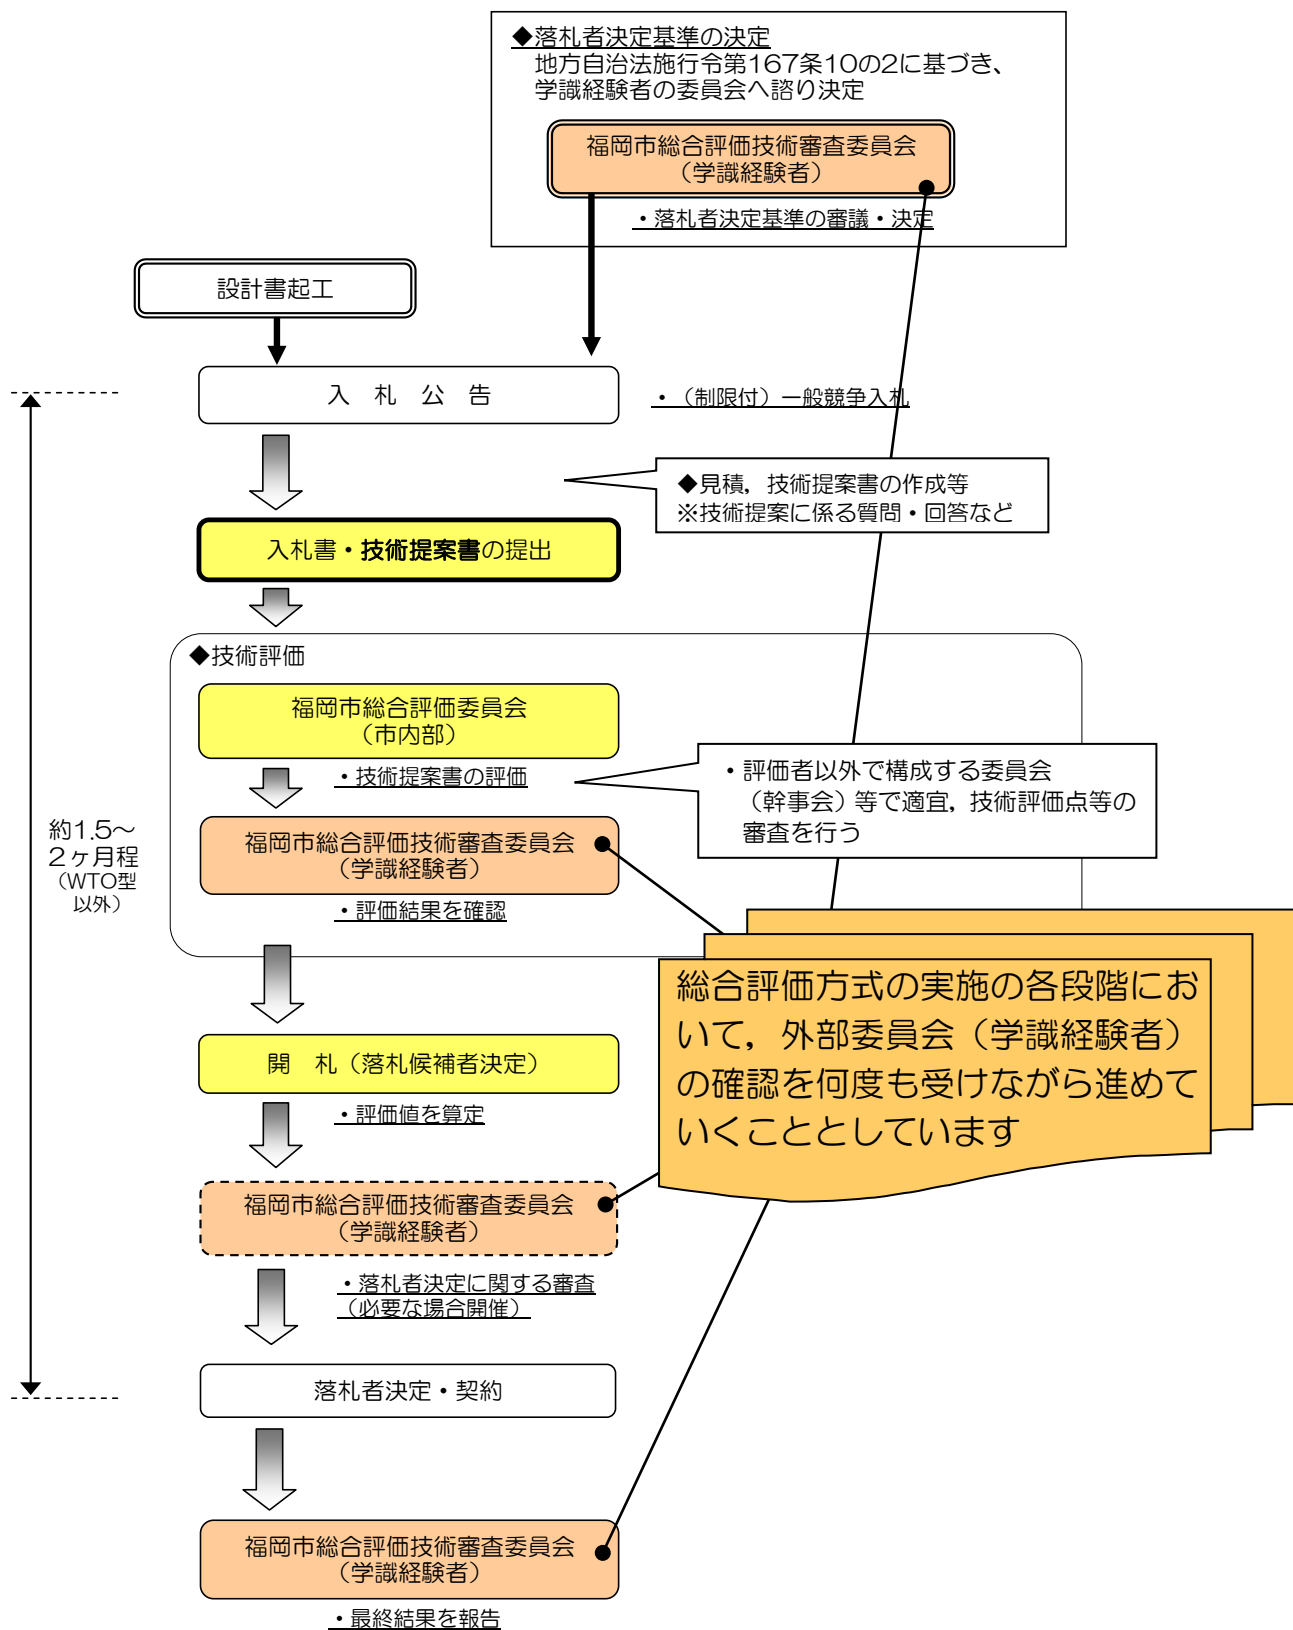 ◆落札者決定基準の決定
地方自治法施行令第167条10の2に基づき、
学識経験者の委員会へ諮り決定
福岡市総合評価技術審査委員会
（学識経験者）
・落札者決定基準の審議・決定
設計書起工
入　札　公　告
・（制限付）一般競争入札
◆見積，技術提案書の作成等
※技術提案に係る質問・回答など
入札書・技術提案書の提出
◆技術評価
福岡市総合評価委員会
（市内部）
・技術提案書の評価
・評価者以外で構成する委員会
（幹事会）等で適宜，技術評価点等の
審査を行う
福岡市総合評価技術審査委員会
（学識経験者）
・評価結果を確認
約1.5～
2ヶ月程
（WTO型
以外）
総合評価方式の実施の各段階にお
いて，外部委員会（学識経験者）
の確認を何度も受けながら進めて
いくこととしています
開　札（落札候補者決定）
・評価値を算定
福岡市総合評価技術審査委員会
（学識経験者）
・落札者決定に関する審査
（必要な場合開催）
落札者決定・契約
福岡市総合評価技術審査委員会
（学識経験者）
・最終結果を報告